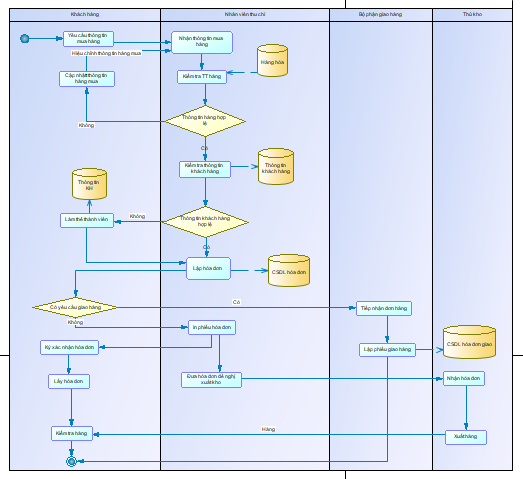 Khách hàng
Nhân viên thu chi
Bộ phận giao hàng
Thủ kho
Yêu cầu thông tin
mua hàng
Nhận thông tin mua
hàng
Hiệu chỉnh thông tin hàng mua
Hàng hóa
Cập nhật thông tin
hàng mua
Kiểm tra TT hàng
Thông tin hàng hợp
lệ
Không
Có
Kiểm tra thông tin
khách hàng
Thông tin
khách hàng
Thông tin
KH
Làm thẻ thành viên
Không
Thông tin khách hàng
hợp lệ
Có
Lập hóa đơn
CSDL hóa đơn
Có yêu cầu giao hàng
Có
Tiếp nhận đơn hàng
Không
In phiếu hóa đơn
Ký xác nhận hóa đơn
Lập phiếu giao hàng
CSDL hóa đơn giao
Lấy hóa đơn
Đưa hóa đơn đề nghị
xuất kho
Nhận hóa đơn
Kiểm tra hàng
Hàng
Xuất hàng